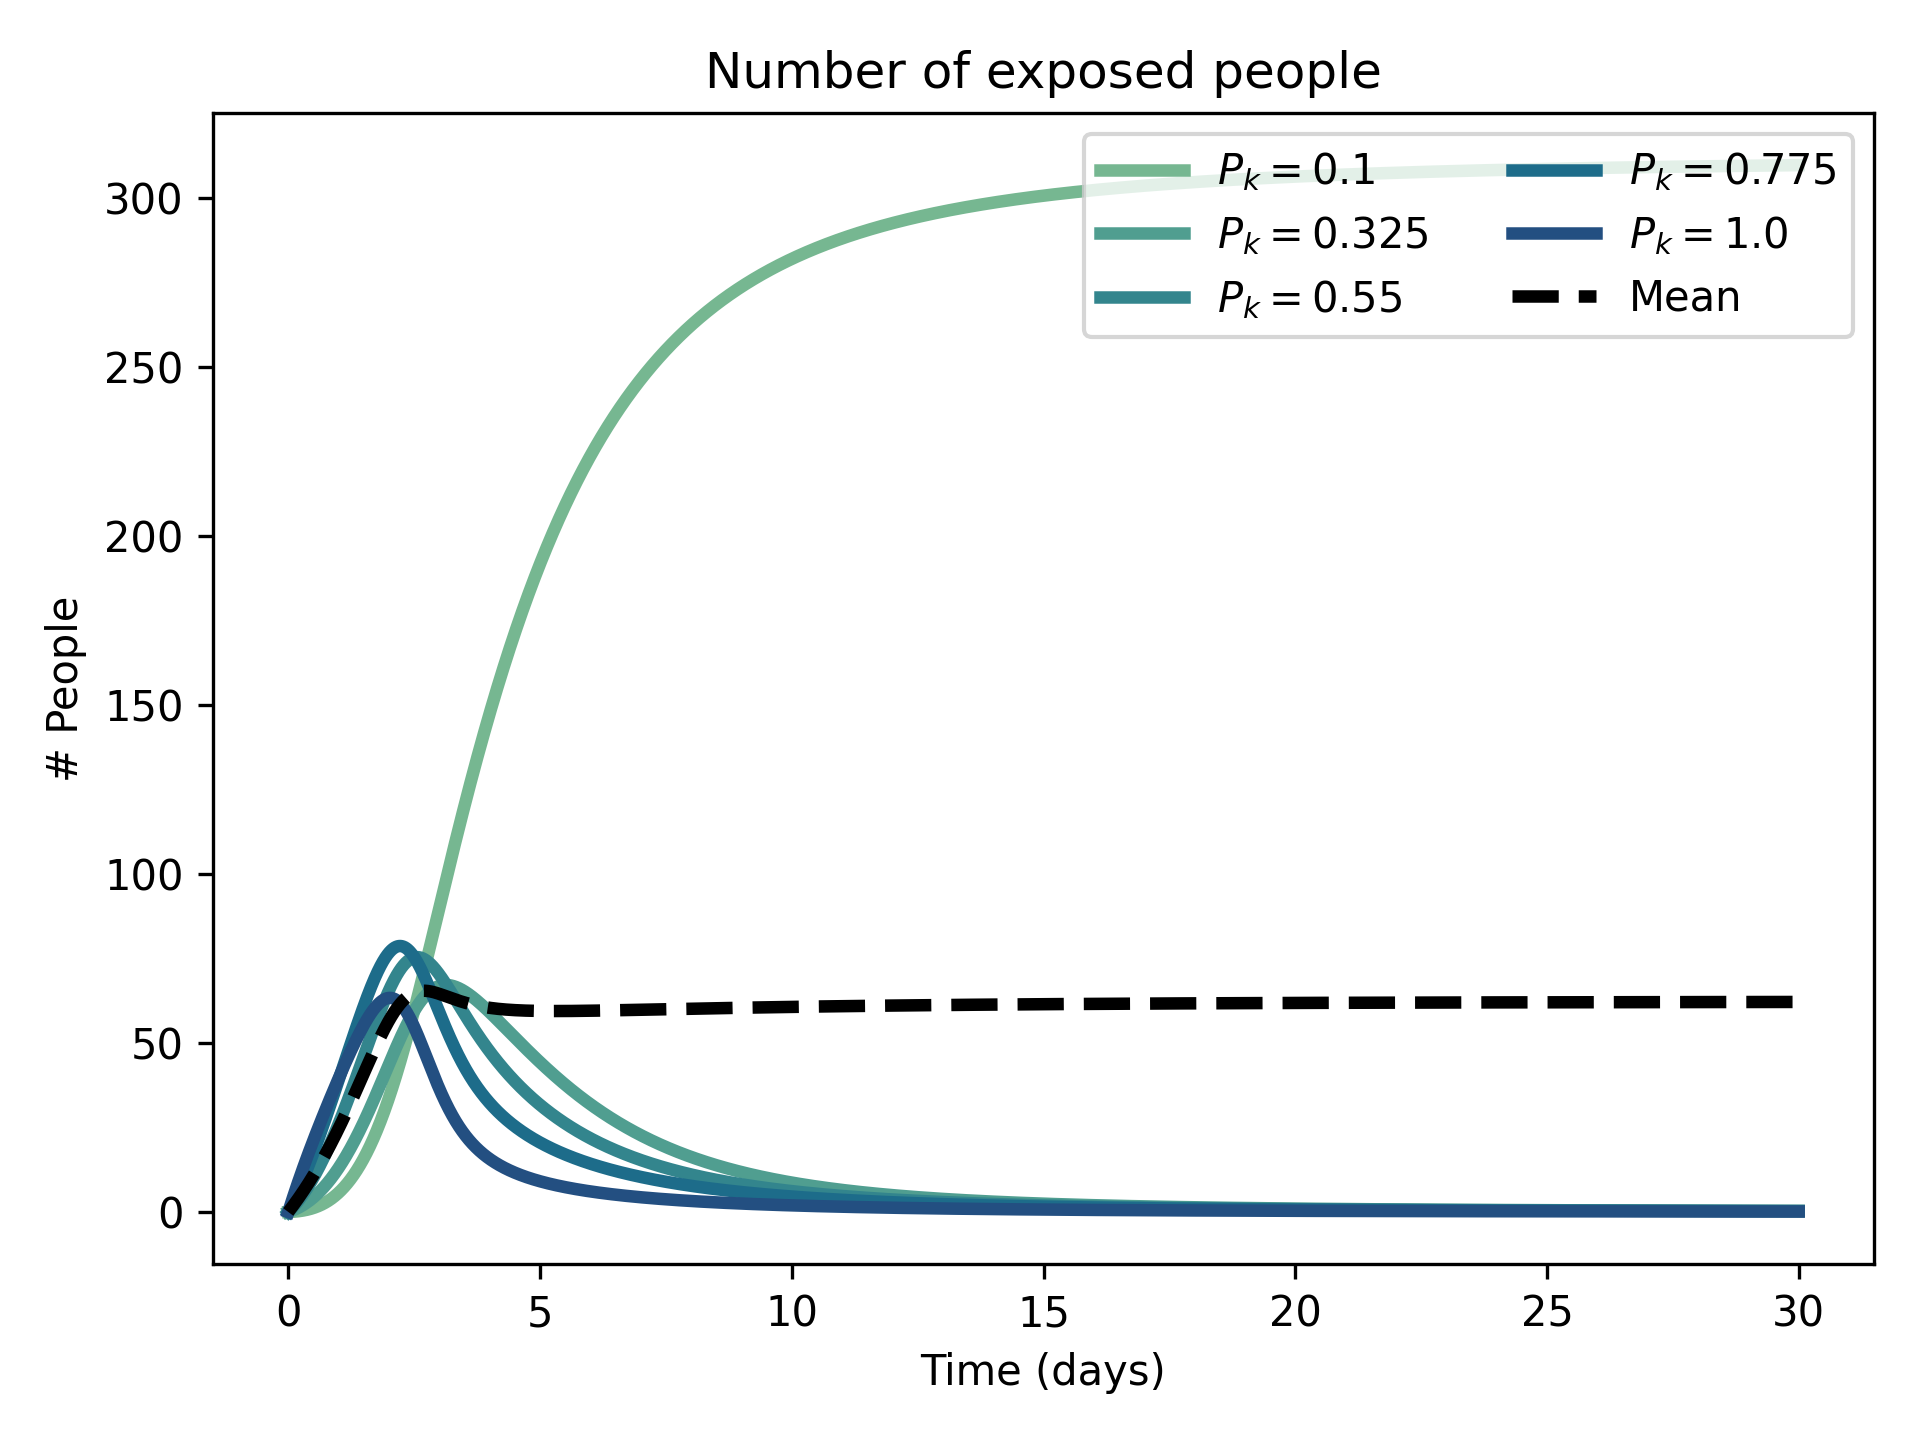 Number of exposed people
300
250
200
150
100
50
0
# People
P_k = 0.1
P_k = 0.325
P_k = 0.55
P_k = 0.775
P_k = 1.0
Mean
0 5 10 15 20 25 30
Time (days)